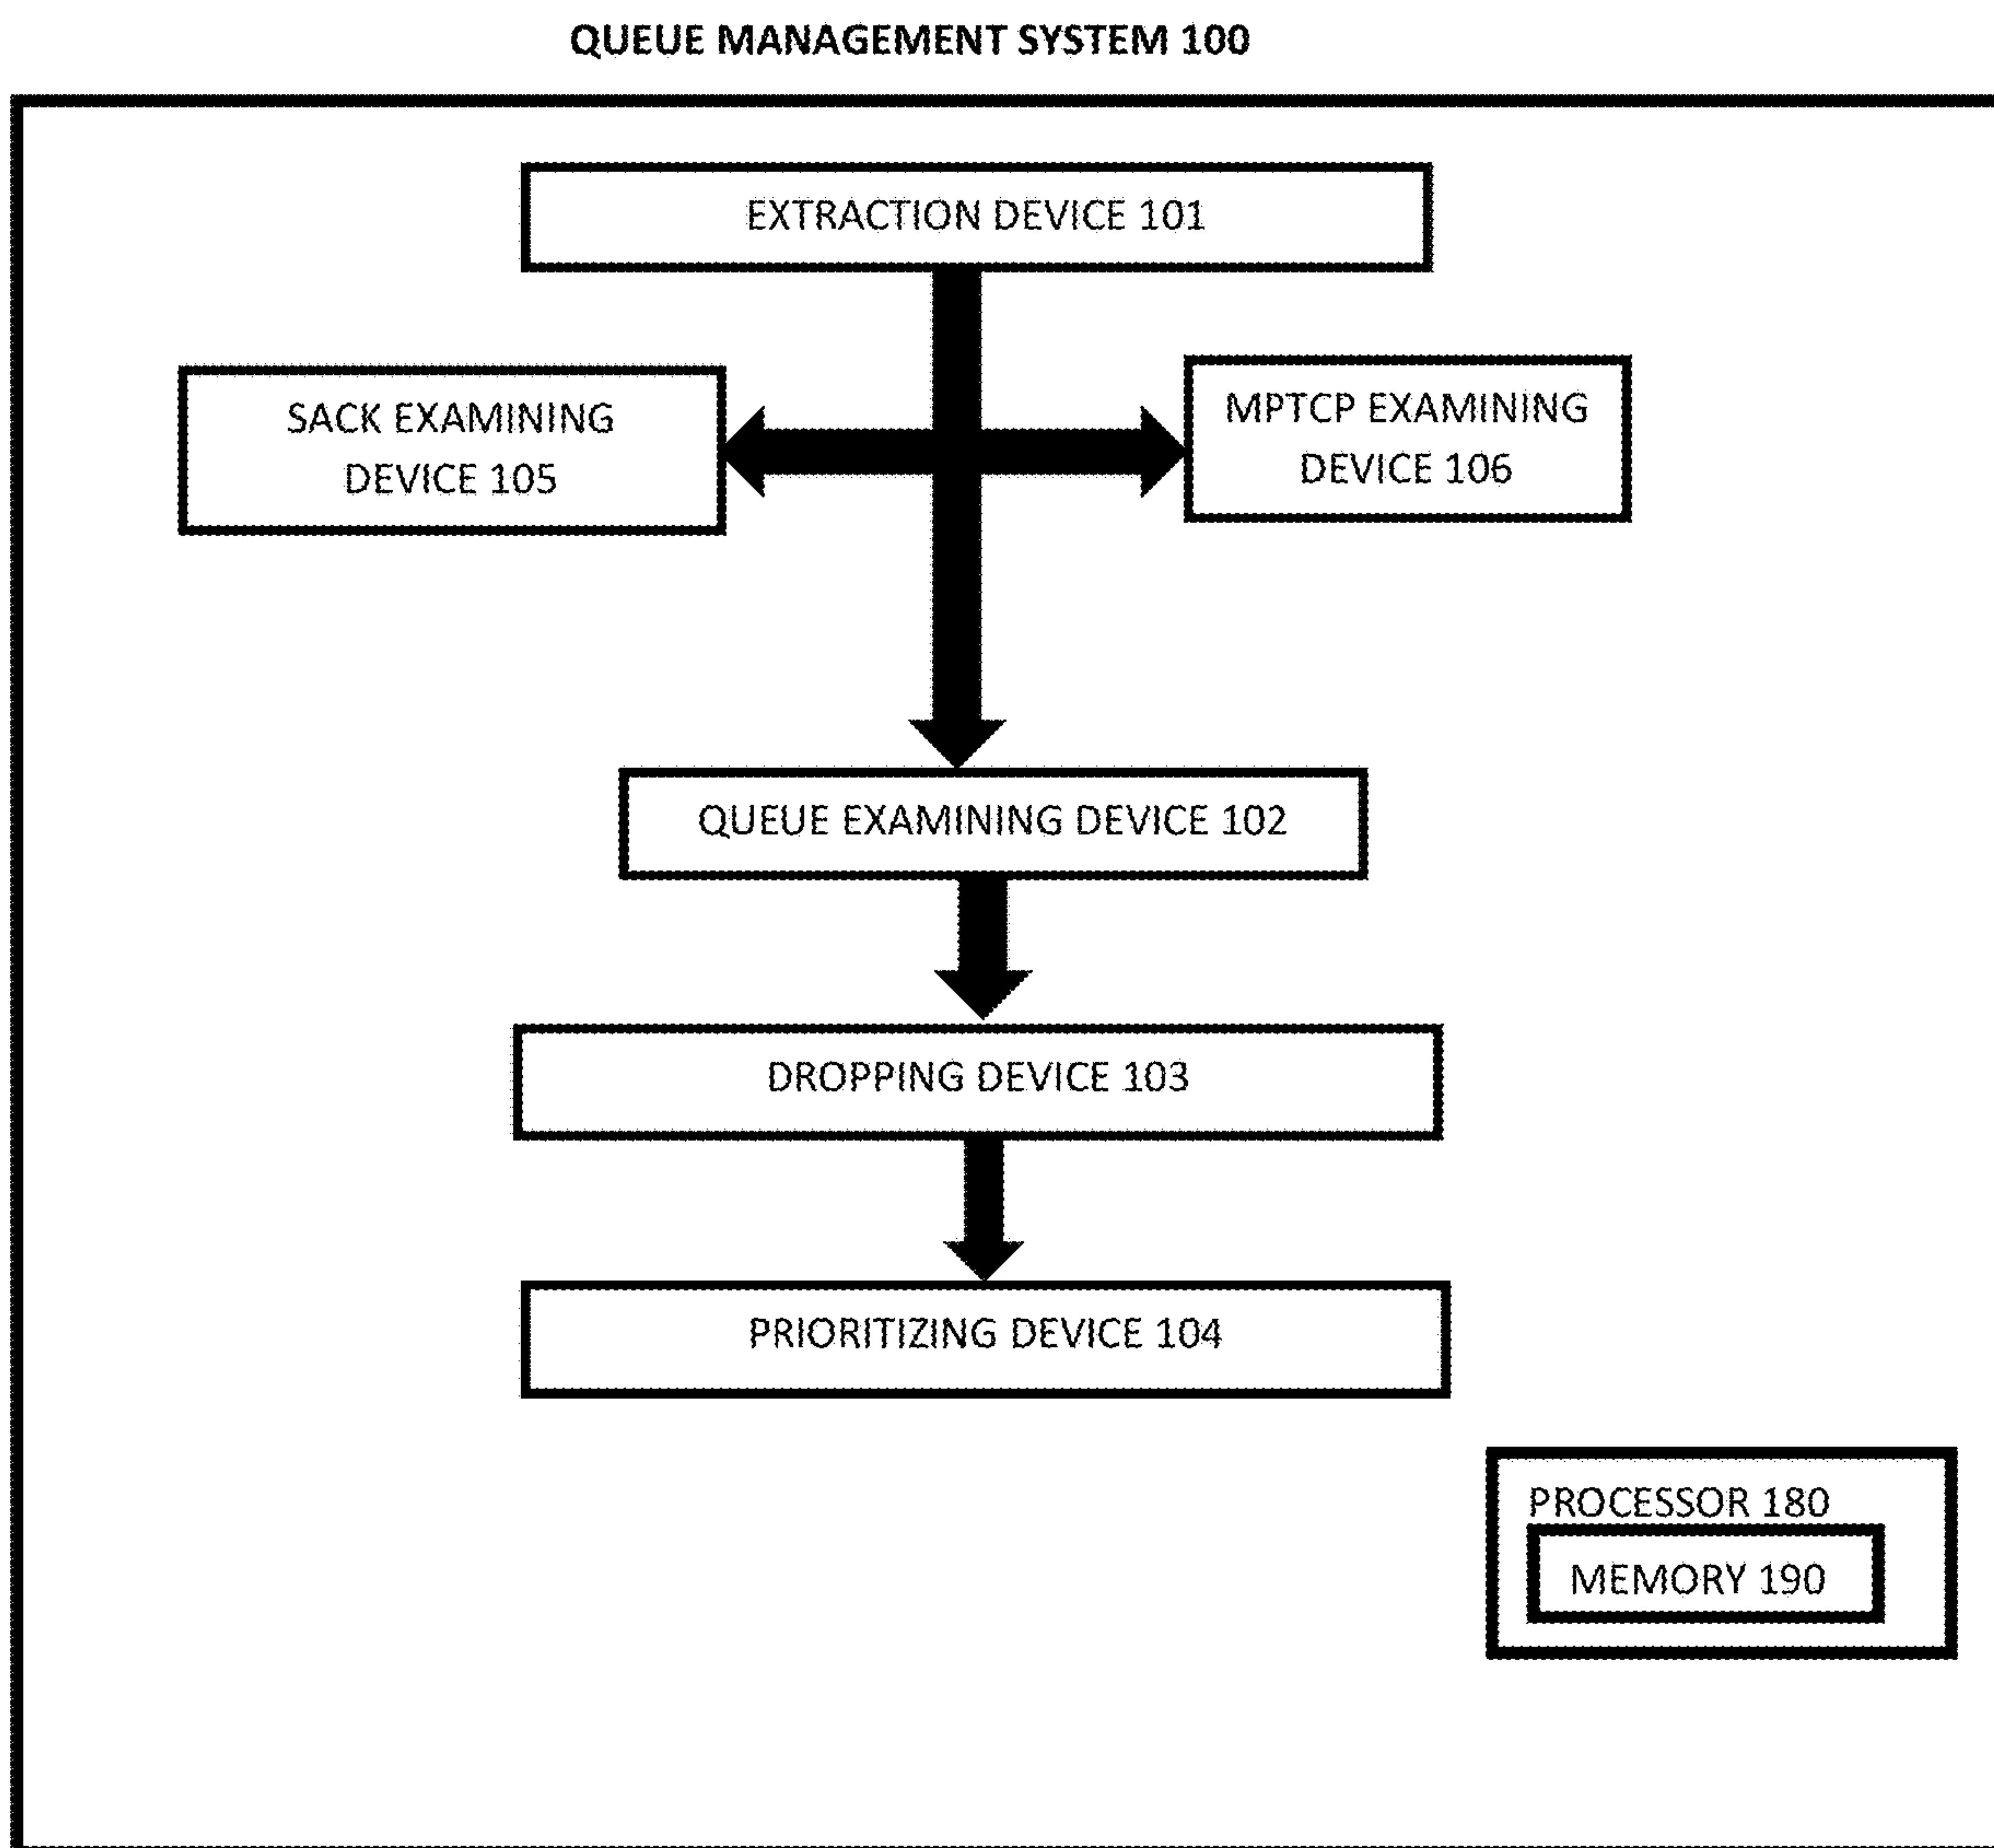 QUEUE MANAGEMENT SYSTEM 100
EXTRACTION DEVICE 101
SACK EXAMINING
DEVICE 105
MPTCP EXAMINING
DEVICE 106
QUEUE EXAMINING DEVICE 102
DROPPING DEVICE 103
PRIORITIZING DEVICE 104
PROCESSOR 180
MEMORY 190